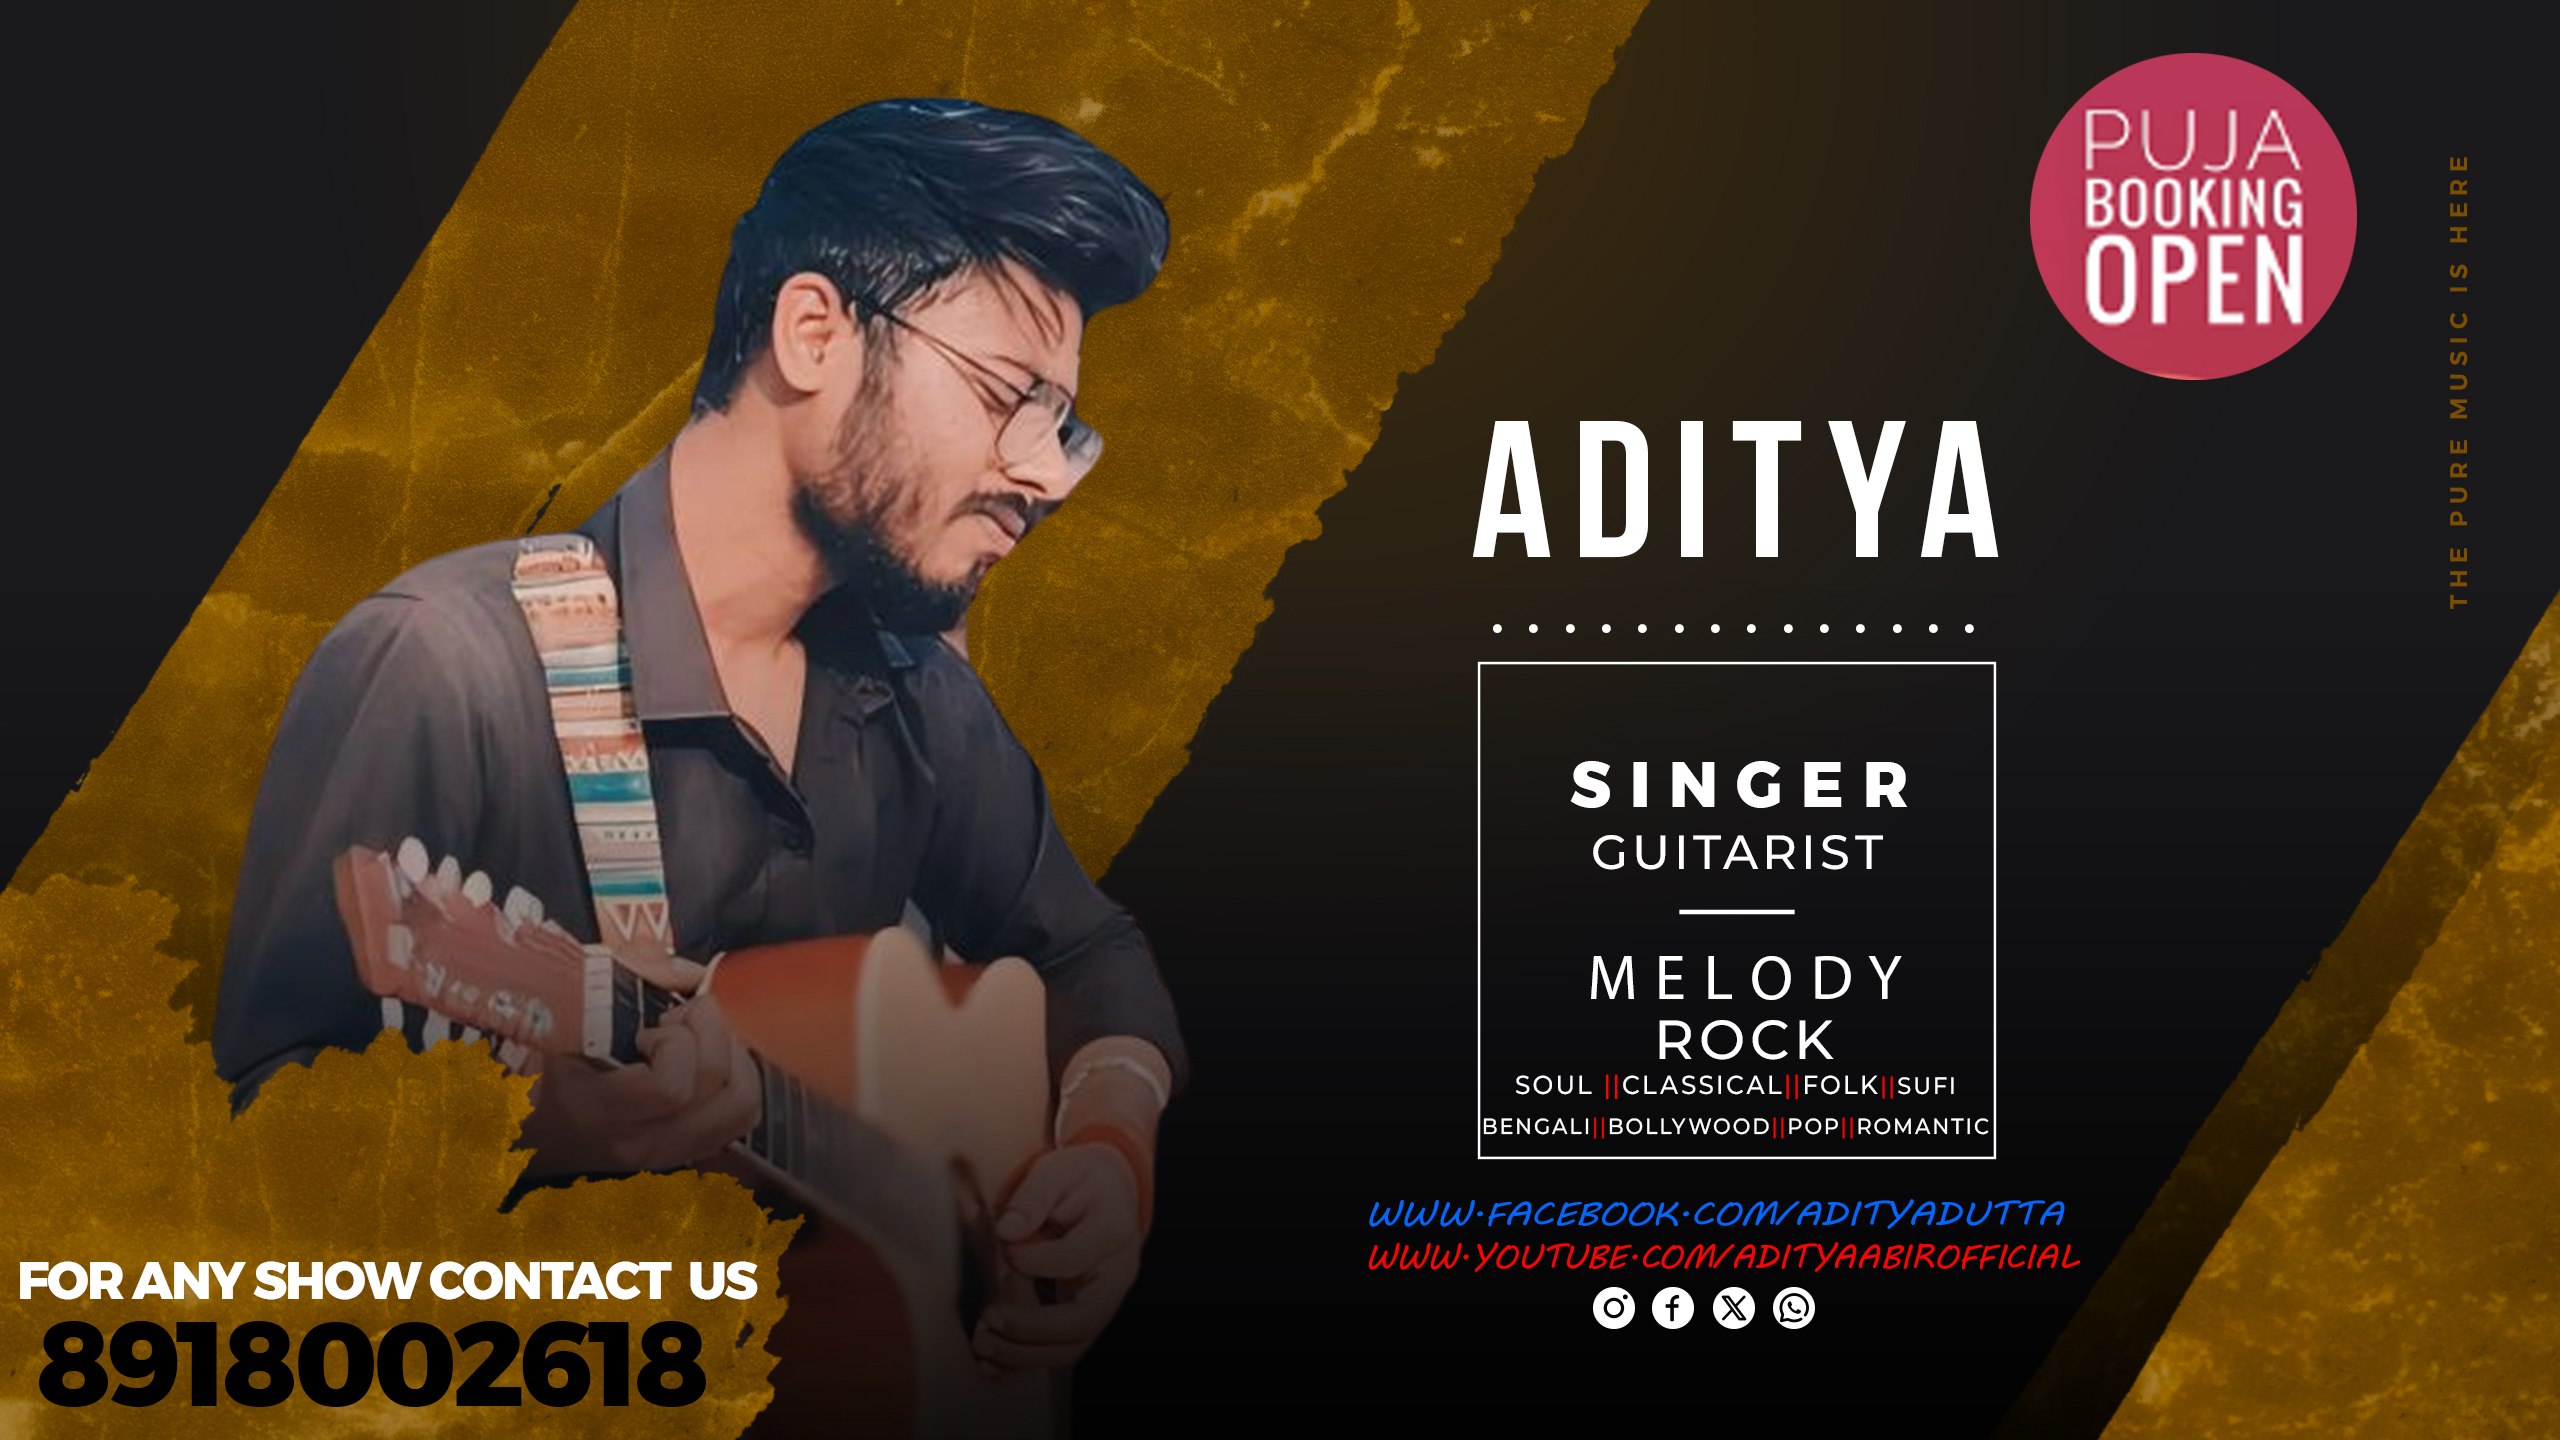 PUJA
BOOKING
OPEN
THE PURE MUSIC IS HERE
ADITYA
SINGER
GUITARIST
MELODY
ROCK
SOUL ||CLASSICAL||FOLK||SUFI
BENGALI||BOLLYWOOD||POP||ROMANTIC
WWW.FACEBOOK.COM/ADITYADUTTA
WWW.YOUTUBE.COM/ADITYAABIROFFICIAL
FOR ANY SHOW CONTACT US
8918002618